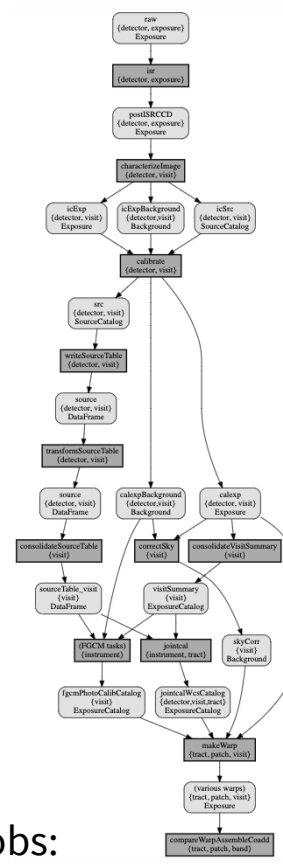 raw
{detector, exposure}
Exposure
isr
{detector, exposure}
postISRCCD
{detector, exposure}
Exposure
characterizeImage
{detector, visit}
icExp
{detector, visit}
Exposure
icExpBackground
{detector,visit}
Background
icSrc
{detector, visit}
SourceCatalog
calibrate
{detector, visit}
src
{detector, visit}
SourceCatalog
writeSourceTable
{detector, visit}
source
{detector, visit}
DataFrame
transformSourceTable
{detector, visit}
source
{detector, visit}
DataFrame
calexpBackground
{detector,visit}
Background
calexp
{detector, visit}
Exposure
consolidateSourceTable
{visit}
correctSky
{visit}
consolidateVisitSummary
{visit}
sourceTable_visit
{visit}
DataFrame
visitSummary
{visit}
ExposureCatalog
(FGCM tasks)
{instrument}
jointcal
{instrument, tract}
skyCorr
{visit}
Background
fgcmPhotoCalibCatalog
{visit}
ExposureCatalog
jointcalWcsCatalog
{detector,visit,tract}
ExposureCatalog
makeWarp
{tract, patch, visit}
(various warps)
{tract, patch, visit}
Exposure
compareWarpAssembleCoadd
{tract, patch, band}
obs: